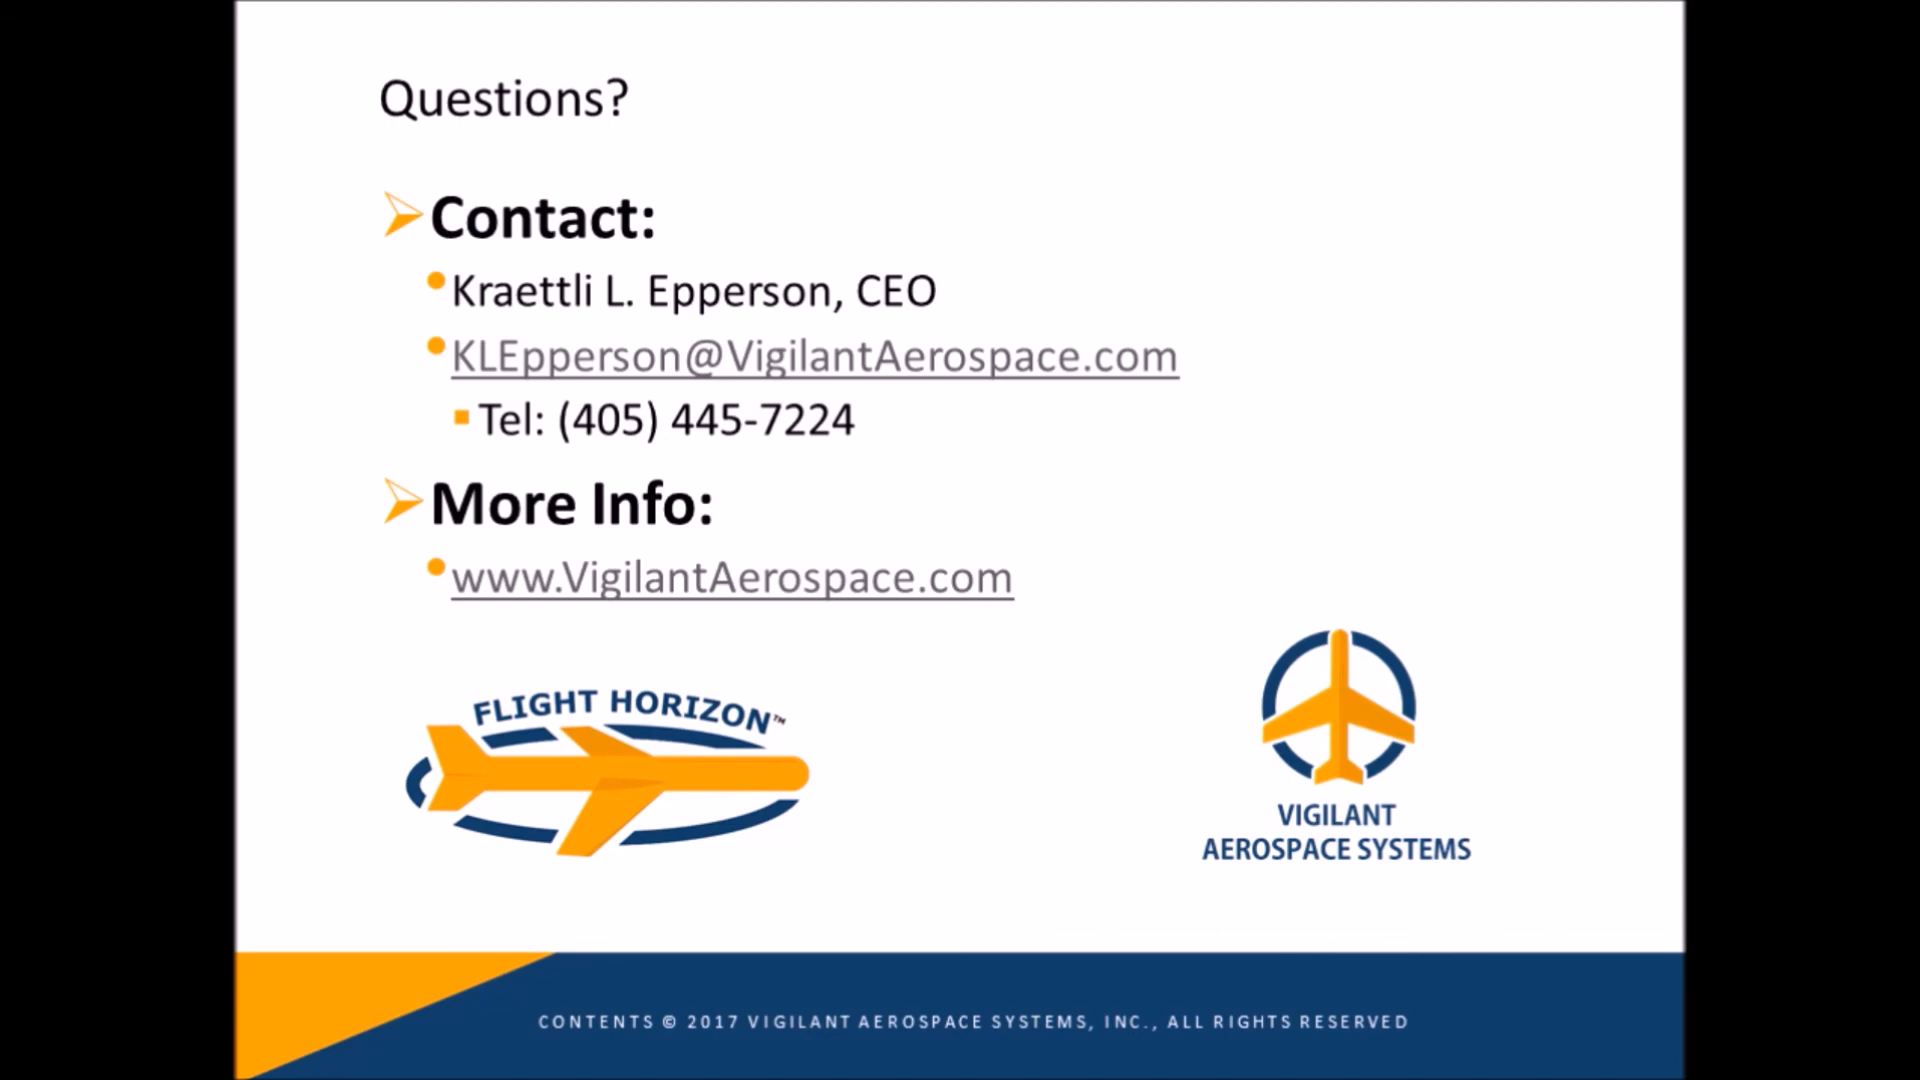 Questions?
Contact:
Kraettli L. Epperson, CEO
KLEpperson@VigilantAerospace.com
Tel: (405) 445-7224
More Info:
www.VigilantAerospace.com
FLIGHT HORIZON™
VIGILANT
AEROSPACE SYSTEMS
CONTENTS © 2017 VIGILANT AEROSPACE SYSTEMS, INC., ALL RIGHTS RESERVED